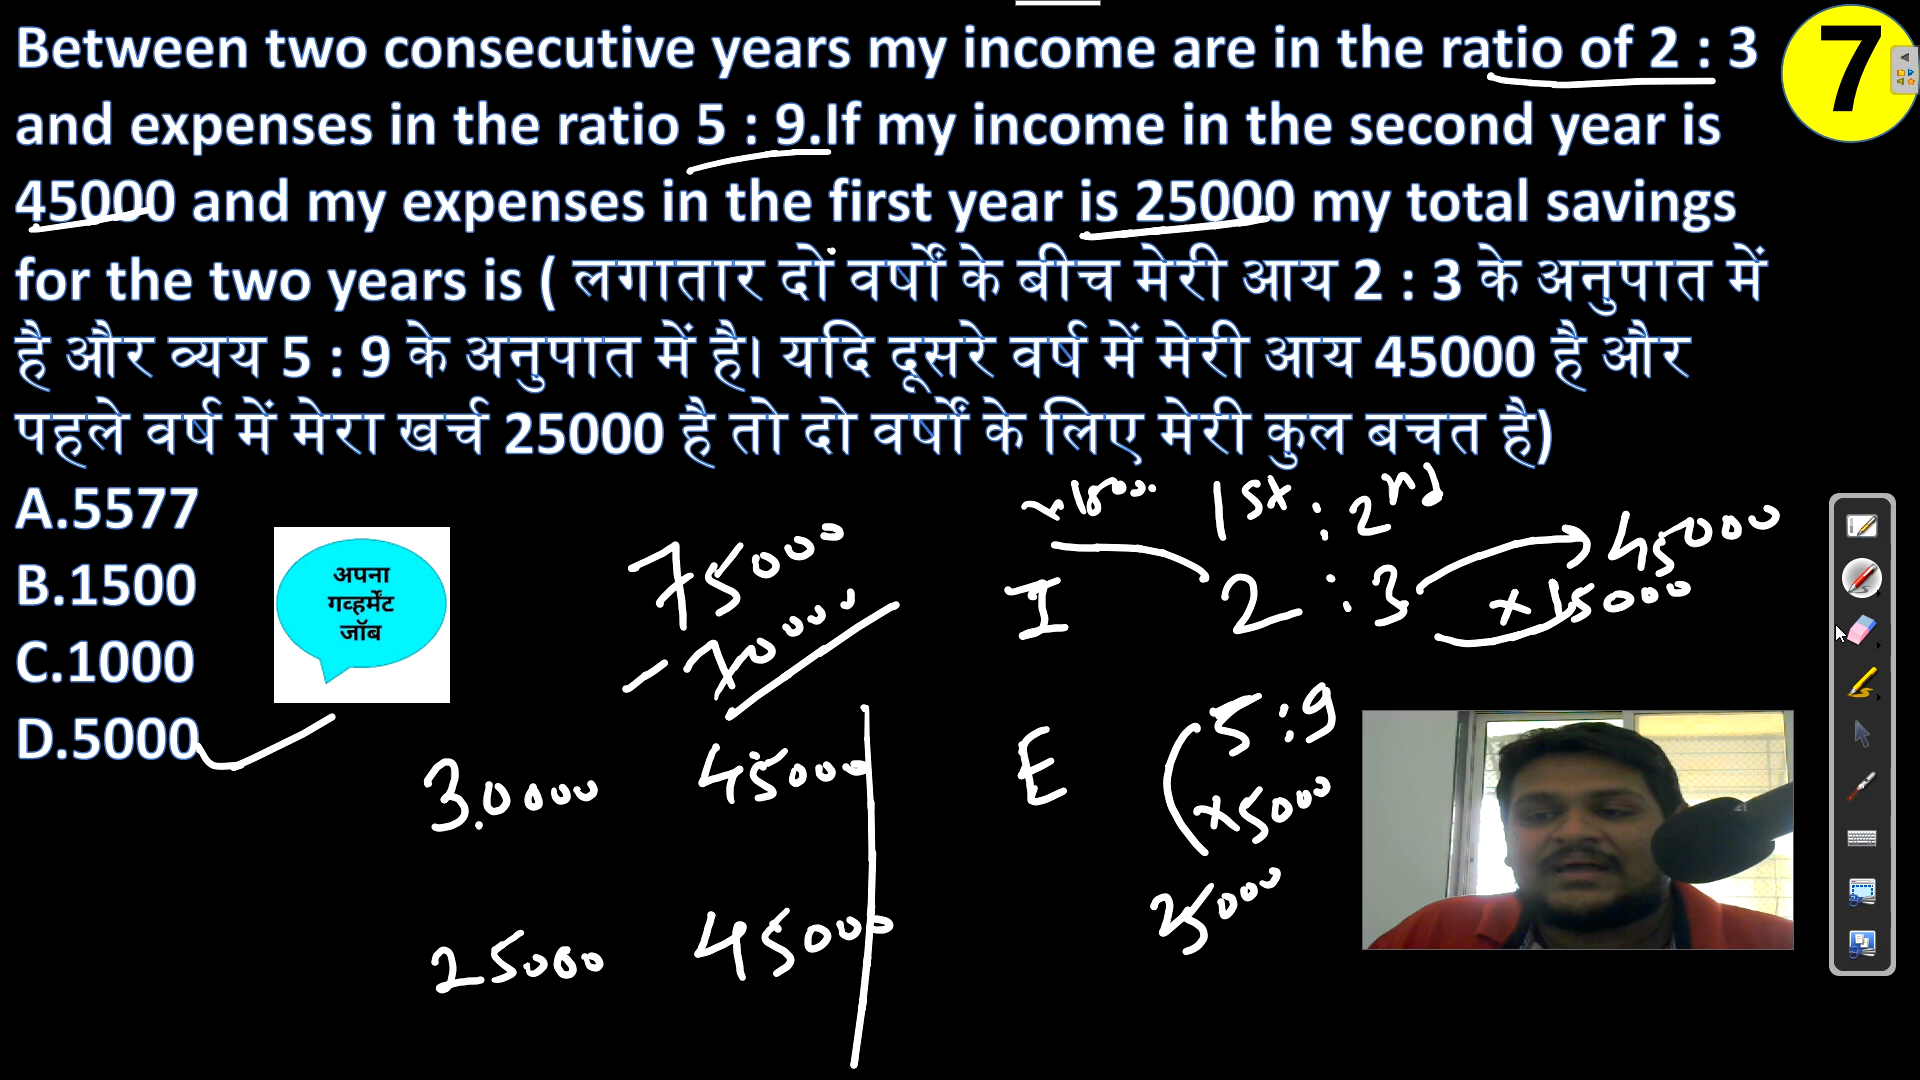 Between two consecutive years my income are in the ratio of 2 : 3
7
and expenses in the ratio 5 : 9.If my income in the second year is
45000 and my expenses in the first year is 25000 my total savings
for the two years is ( लगातार दो वर्षों के बीच मेरी आय 2 : 3 के अनुपात में
है और व्यय 5 : 9 के अनुपात में है। यदि दूसरे वर्ष में मेरी आय 45000 है और
पहले वर्ष में मेरा खर्च 25000 है तो दो वर्षों के लिए मेरी कुल बचत है)
A.5577
B.1500
C.1000
D.5000
अपना
गव्हर्मेंट
जॉब
75000
- 70000
30000 45000
25000 45000
1st : 2nd
I 2 : 3 45000
x 15000
E 5 : 9
x5000
25000